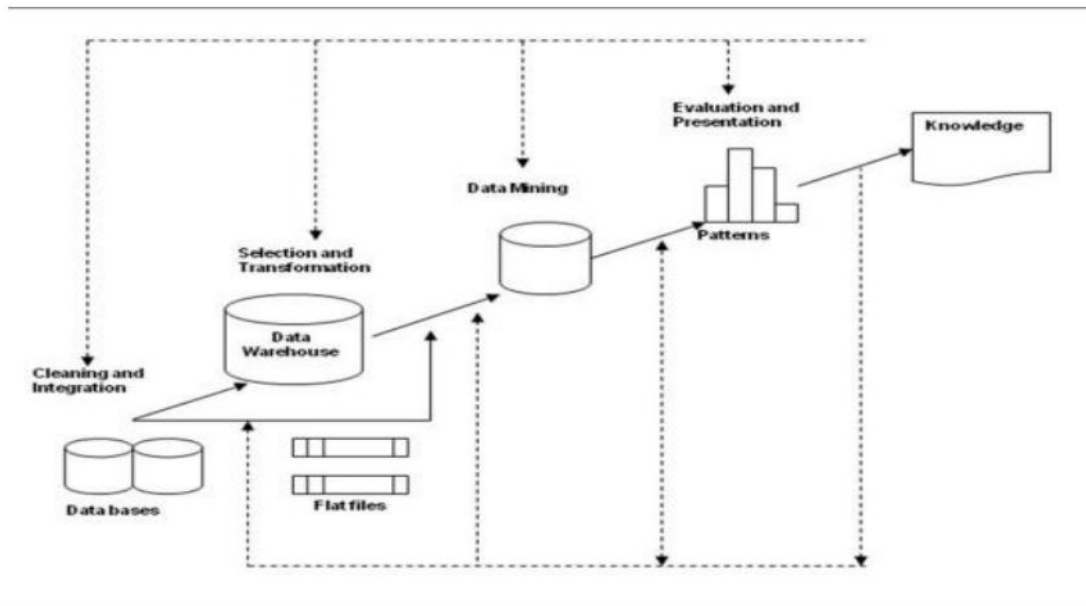 Evaluation and
Presentation
Knowledge
Data Mining
Patterns
Selection and
Transformation
Data
Warehouse
Cleaning and
Integration
Data bases
Flat files